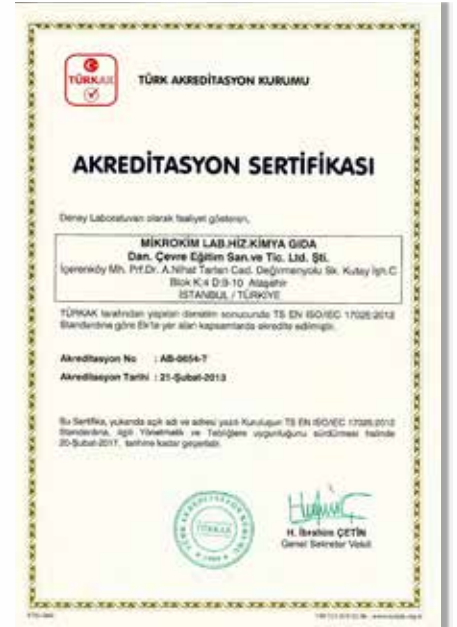 TÜRKAK
TÜRK AKREDİTASYON KURUMU
AKREDİTASYON SERTİFİKASI
Deney Laboratuvarı olarak faaliyet gösteren,
MİKROKİM LAB.HİZ.KİMYA GIDA
Dan. Çevre Eğitim San.ve Tic. Ltd. Şti.
İçerenköy Mh. Prf.Dr. A.Nihat Tarlan Cad. Değirmenyolu Sk. Kutay İşh.C
Blok K:4 D:9-10 Ataşehir
İSTANBUL / TÜRKİYE
TÜRKAK tarafından yapılan denetim sonucunda TS EN ISO/IEC 17025:2012
Standardına göre Ek'te yer alan kapsamlarda akredite edilmiştir.
Akreditasyon No : AB-0654-T
Akreditasyon Tarihi : 21-Şubat-2013
Bu Sertifika, yukarıda açık adı ve adresi yazılı Kuruluşun TS EN ISO/IEC 17025:2012
Standardına, ilgili Yönetmelik ve Tebliğlere uygunluğunu sürdürmesi halinde
20-Şubat-2017, tarihine kadar geçerlidir.
TÜRK AKREDİTASYON KURUMU
TÜRKAK
H. İbrahim ÇETİN
Genel Sekreter Vekili